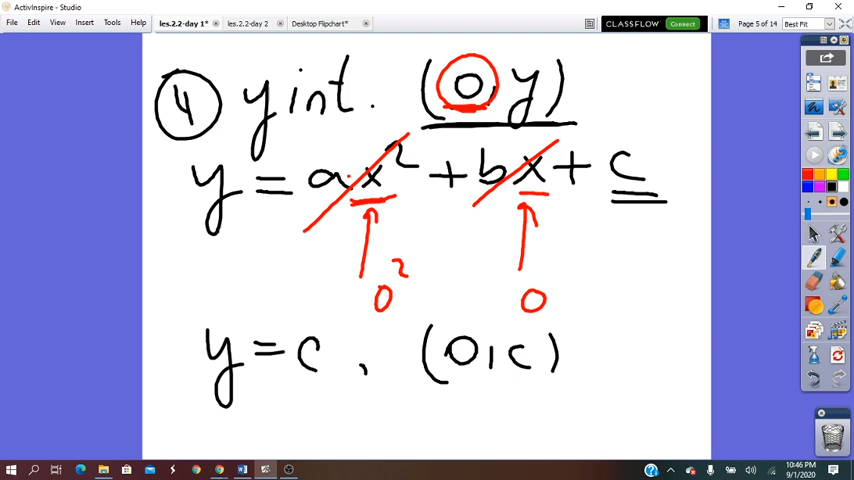 ActivInspire - Studio
File Edit View Insert Tools Help
les.2.2-day 1*
les.2.2-day 2
Desktop Flipchart*
CLASSFLOW Connect
Page 5 of 14
Best Fit
④ y int. (0, y)
y = ax² + bx + c
0² 0
y = c , (0, c)
10:46 PM
9/1/2020